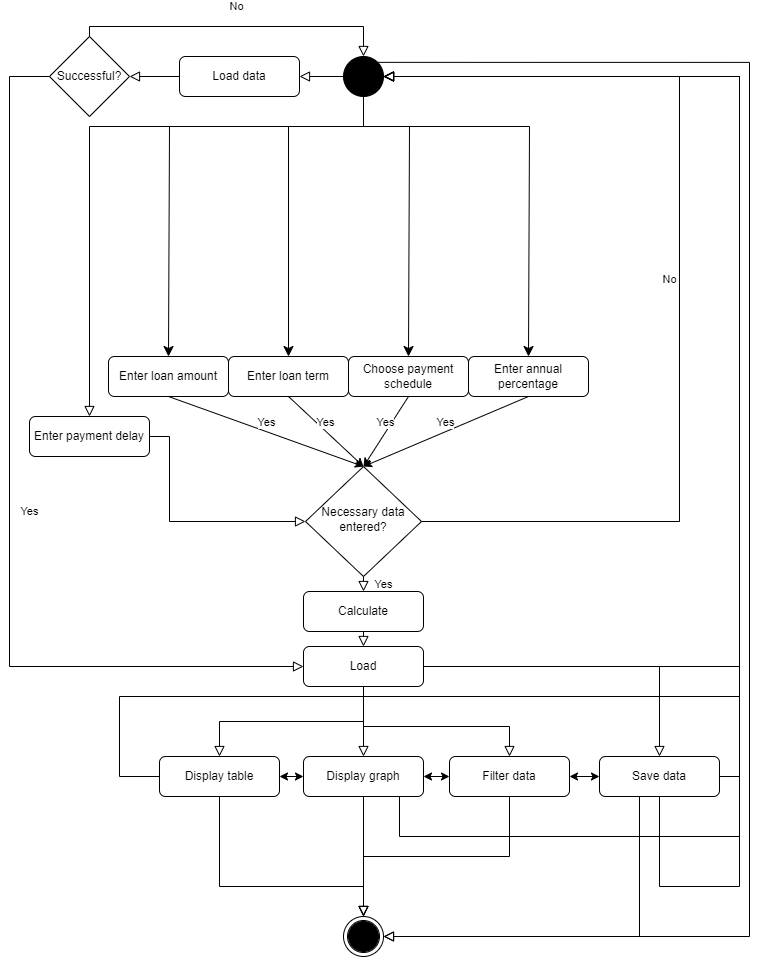 No
Successful?
Load data
No
Enter loan amount
Enter loan term
Choose payment
schedule
Enter annual
percentage
Enter payment delay
Yes
Yes
Yes
Yes
Yes
Necessary data
entered?
Yes
Calculate
Load
Display table
Display graph
Filter data
Save data